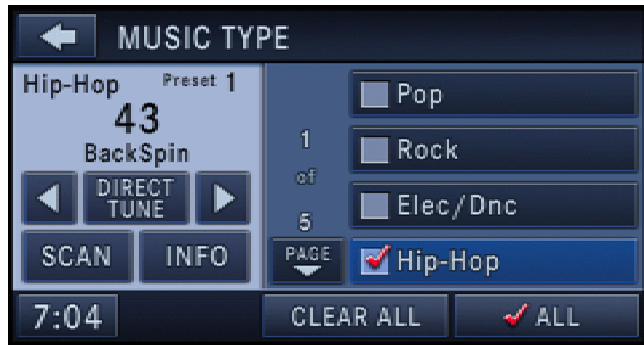 MUSIC TYPE
Hip-Hop Preset 1
43
BackSpin
DIRECT
TUNE
SCAN INFO
1
of
5
PAGE
Pop
Rock
Elec/Dnc
Hip-Hop
7:04
CLEAR ALL
ALL